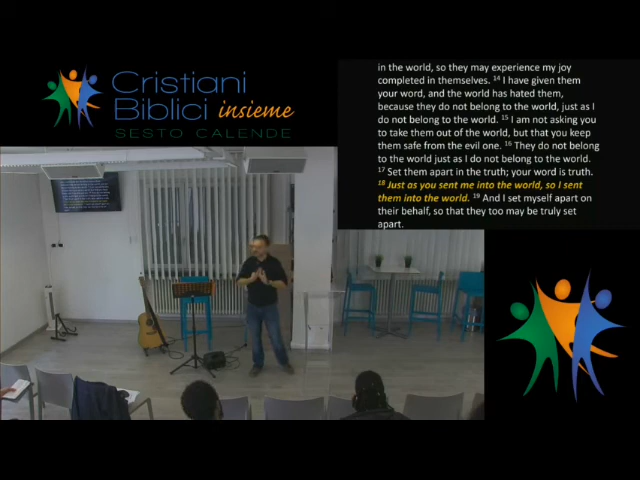 Cristiani
Biblici insieme
SESTO CALENDE
in the world, so they may experience my joy
completed in themselves. 14 I have given them
your word, and the world has hated them,
because they do not belong to the world, just as I
do not belong to the world. 15 I am not asking you
to take them out of the world, but that you keep
them safe from the evil one. 16 They do not belong
to the world just as I do not belong to the world.
17 Set them apart in the truth; your word is truth.
18 Just as you sent me into the world, so I sent
them into the world. 19 And I set myself apart on
their behalf, so that they too may be truly set
apart.